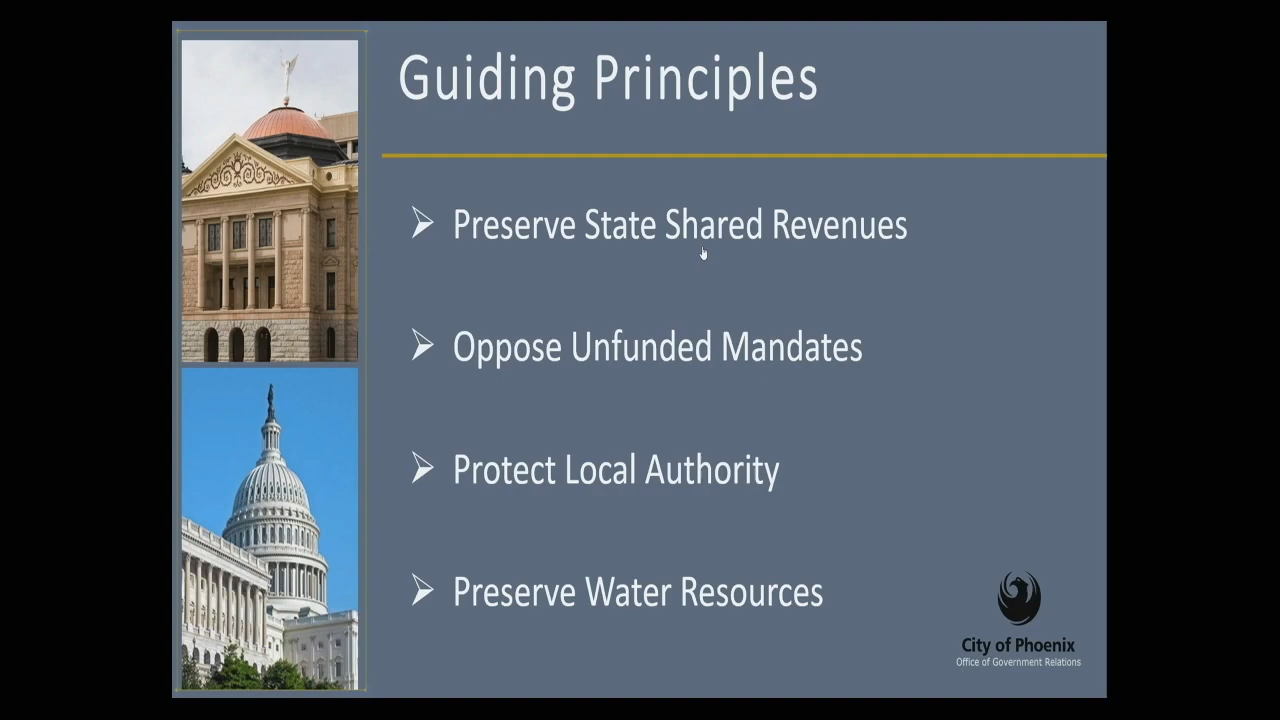 Guiding Principles
Preserve State Shared Revenues
Oppose Unfunded Mandates
Protect Local Authority
Preserve Water Resources
City of Phoenix
Office of Government Relations